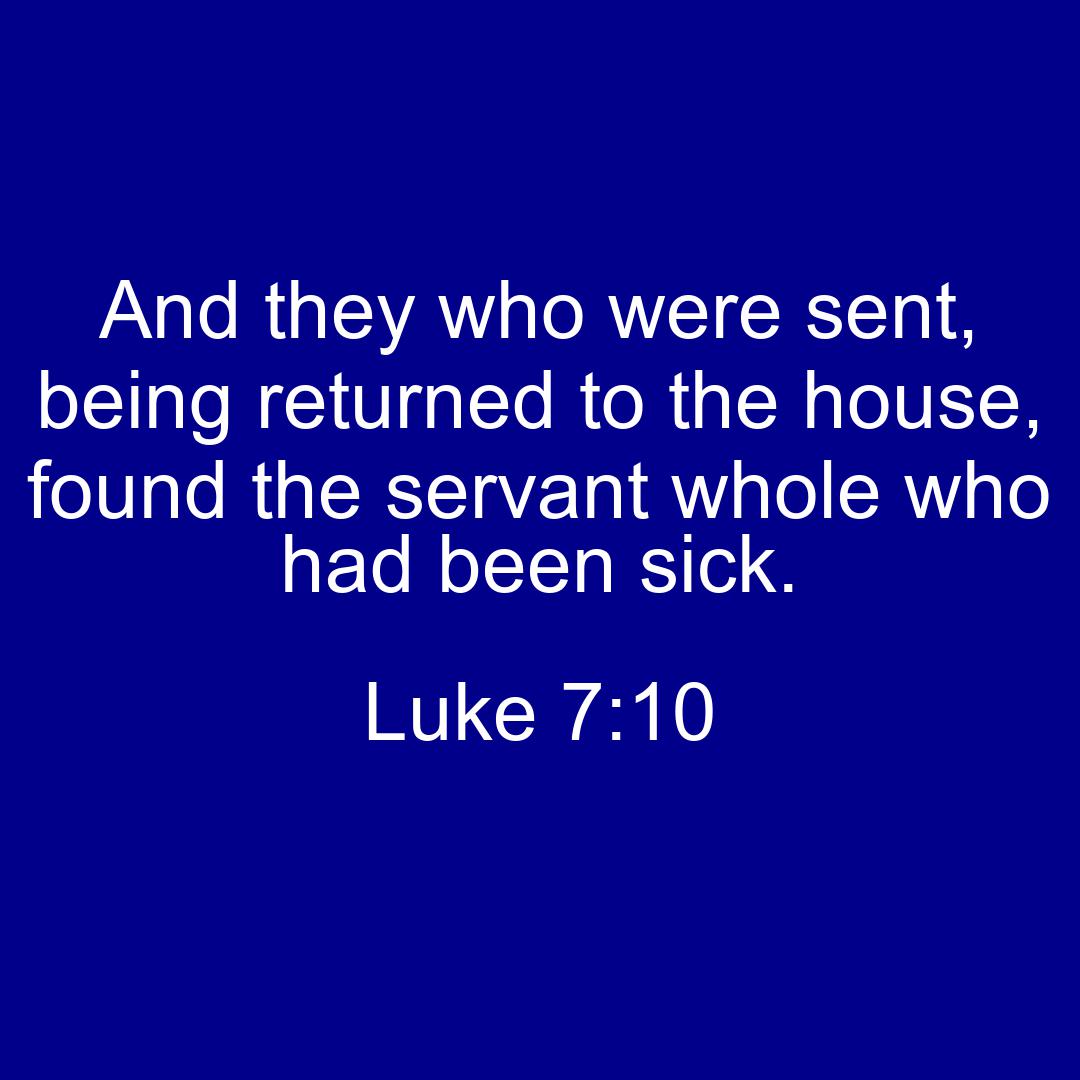 And they who were sent,
being returned to the house,
found the servant whole who
had been sick.
Luke 7:10